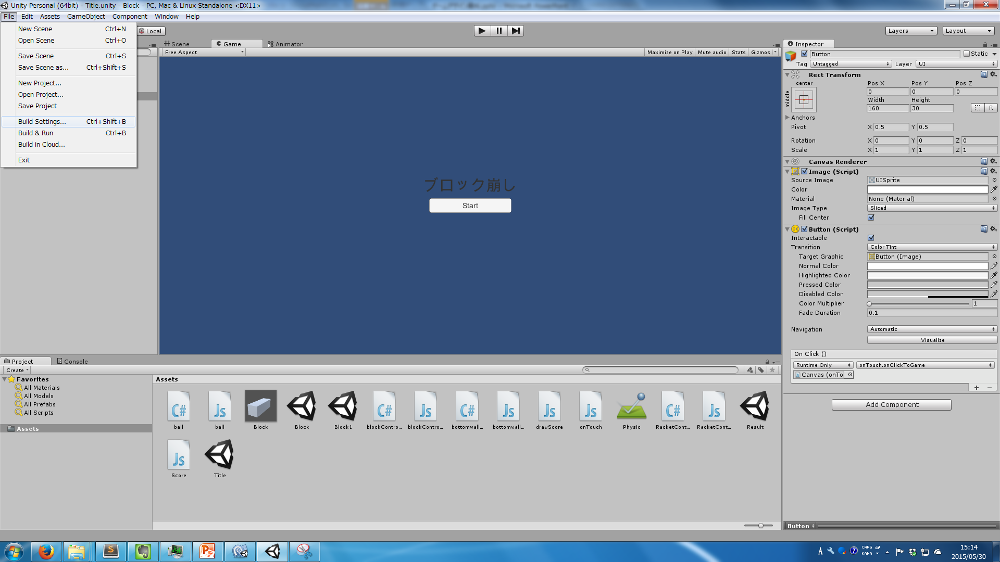 Unity Personal (64bit) - Title.unity - Block - PC, Mac & Linux Standalone <DX11>
File Edit Assets GameObject Component Window Help
New Scene Ctrl+N
Open Scene Ctrl+O
Save Scene Ctrl+S
Save Scene as... Ctrl+Shift+S
New Project...
Open Project...
Save Project
Build Settings... Ctrl+Shift+B
Build & Run Ctrl+B
Build in Cloud...
Exit
Local
Layers
Layout
Scene
Game
Animator
Free Aspect
Maximize on Play
Mute audio
Stats
Gizmos
ブロック崩し
Start
Inspector
Button
Static
Tag Untagged Layer UI
Rect Transform
center
middle
Pos X Pos Y Pos Z
0 0 0
Width Height
160 30
R
Anchors
Pivot X 0.5 Y 0.5
Rotation X 0 Y 0 Z 0
Scale X 1 Y 1 Z 1
Canvas Renderer
Image (Script)
Source Image UISprite
Color
Material None (Material)
Image Type Sliced
Fill Center
OK Button (Script)
Interactable
Transition Color Tint
Target Graphic Button (Image)
Normal Color
Highlighted Color
Pressed Color
Disabled Color
Color Multiplier 1
Fade Duration 0.1
Navigation Automatic
Visualize
On Click ()
Runtime Only onTouch.onClickToGame
Canvas (onTo
Add Component
Button
Project
Console
Create
Favorites
All Materials
All Models
All Prefabs
All Scripts
Assets
Assets
C# Js C# Js C# Js Js Js C# Js
ball ball Block Block Block1 blockContro... blockContro... bottomwall... bottomwall... drawScore onTouch Physic RacketCont... RacketCont... Result
Js
Score Title
A
CAPS
KANA
15:14
2015/05/30